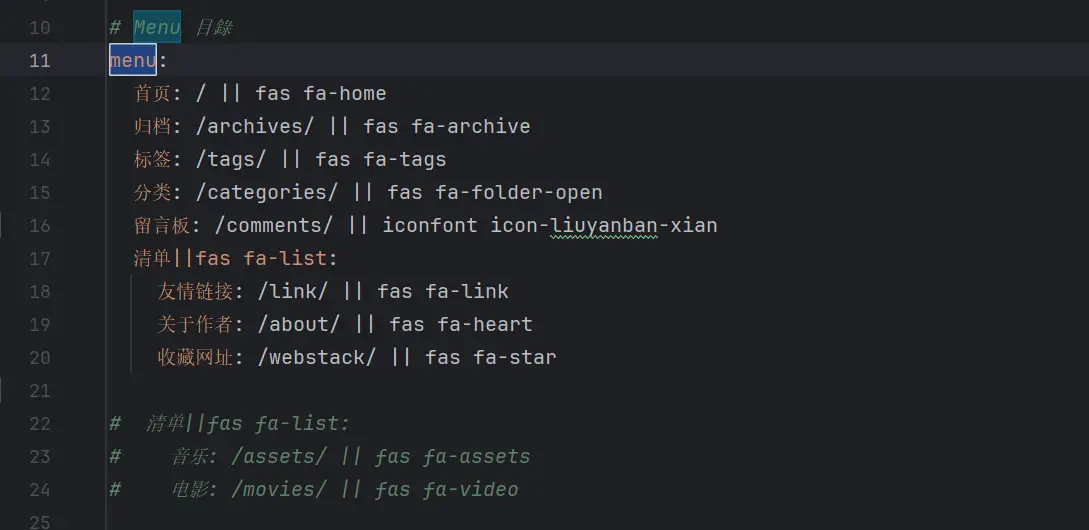 10 # Menu 目錄
11 menu:
12 首页: / || fas fa-home
13 归档: /archives/ || fas fa-archive
14 标签: /tags/ || fas fa-tags
15 分类: /categories/ || fas fa-folder-open
16 留言板: /comments/ || iconfont icon-liuyanban-xian
17 清单||fas fa-list:
18 友情链接: /link/ || fas fa-link
19 关于作者: /about/ || fas fa-heart
20 收藏网址: /webstack/ || fas fa-star
21
22 #  清单||fas fa-list:
23 #    音乐: /assets/ || fas fa-assets
24 #    电影: /movies/ || fas fa-video
25